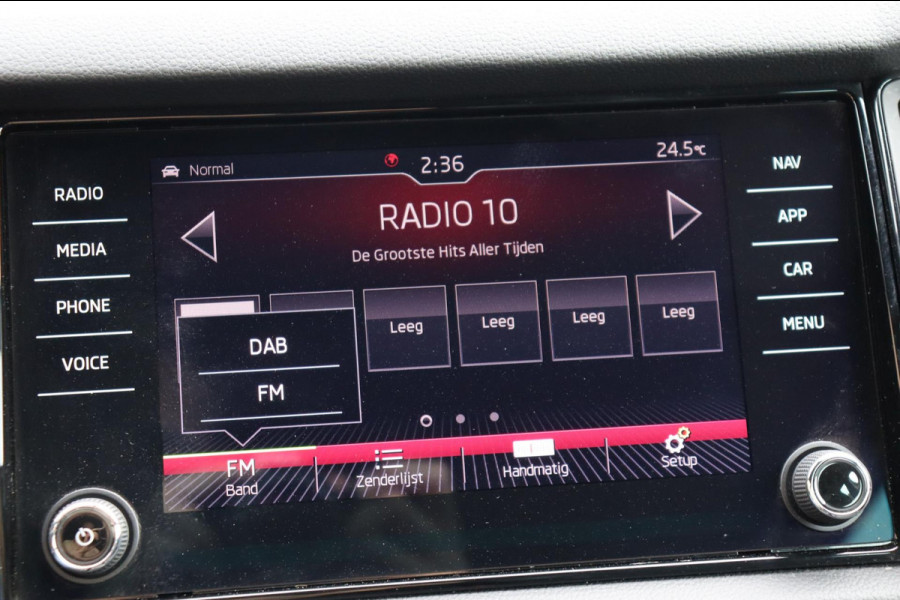 Normal
2:36
24.5°C
RADIO
MEDIA
PHONE
VOICE
NAV
APP
CAR
MENU
RADIO 10
De Grootste Hits Aller Tijden
Leeg
Leeg
Leeg
Leeg
DAB
FM
FM
Band
Zenderlijst
Handmatig
Setup